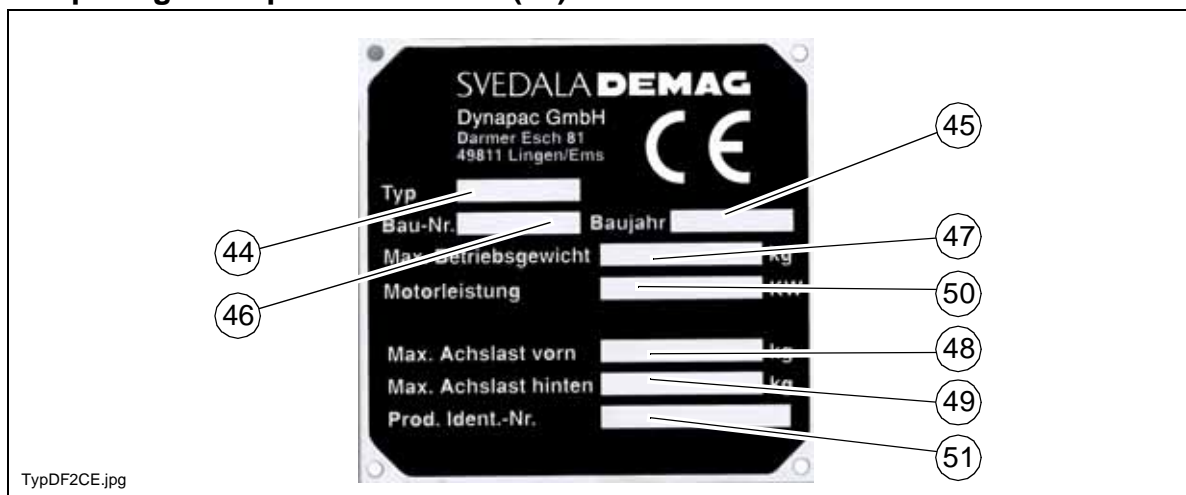 SVEDALA DEMAG
Dynapac GmbH
Darmer Esch 81
49811 Lingen/Ems
CE
Typ
Bau-Nr. Baujahr
Max. Betriebsgewicht kg
Motorleistung KW
Max. Achslast vorn kg
Max. Achslast hinten kg
Prod. Ident.-Nr.
44
46
45
47
50
48
49
51
TypDF2CE.jpg